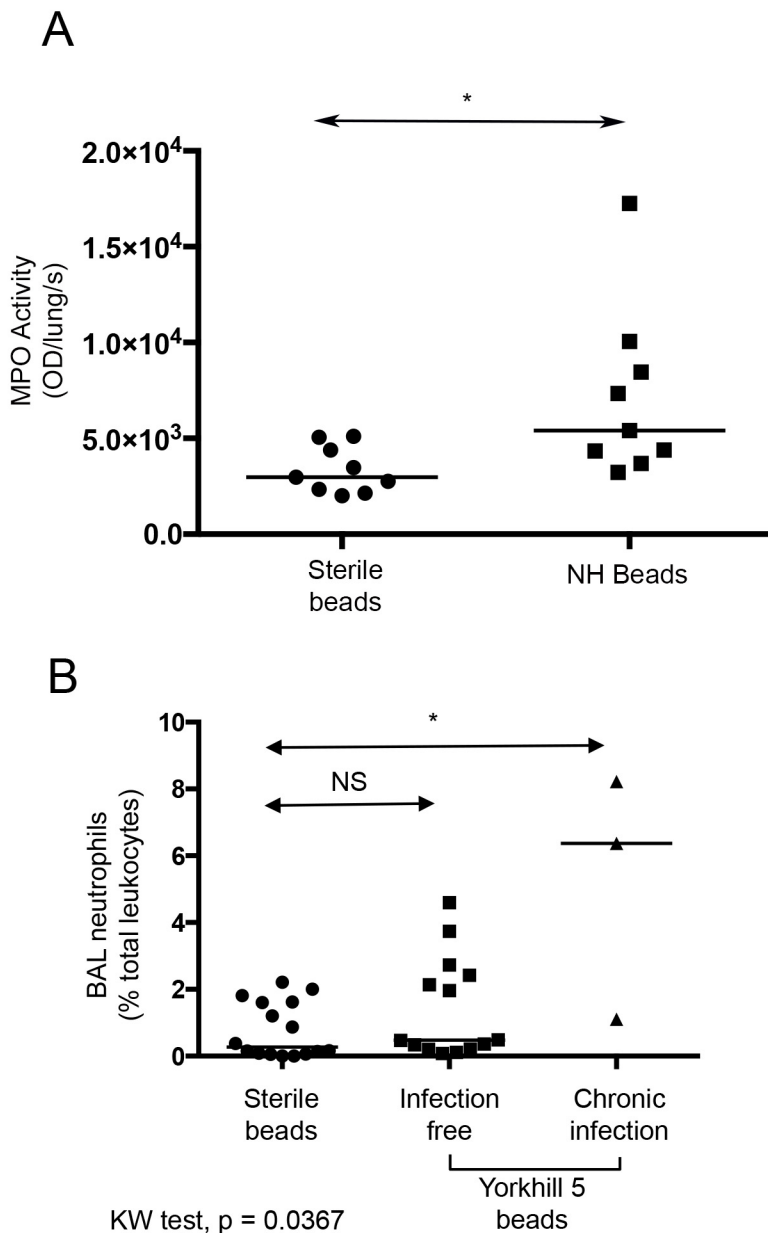 A
*
MPO Activity
(OD/lung/s)
2.0×10⁴
1.5×10⁴
1.0×10⁴
5.0×10³
0.0
Sterile
beads
NH Beads
B
*
NS
BAL neutrophils
(% total leukocytes)
10
8
6
4
2
0
Sterile
beads
Infection
free
Chronic
infection
Yorkhill 5
beads
KW test, p = 0.0367